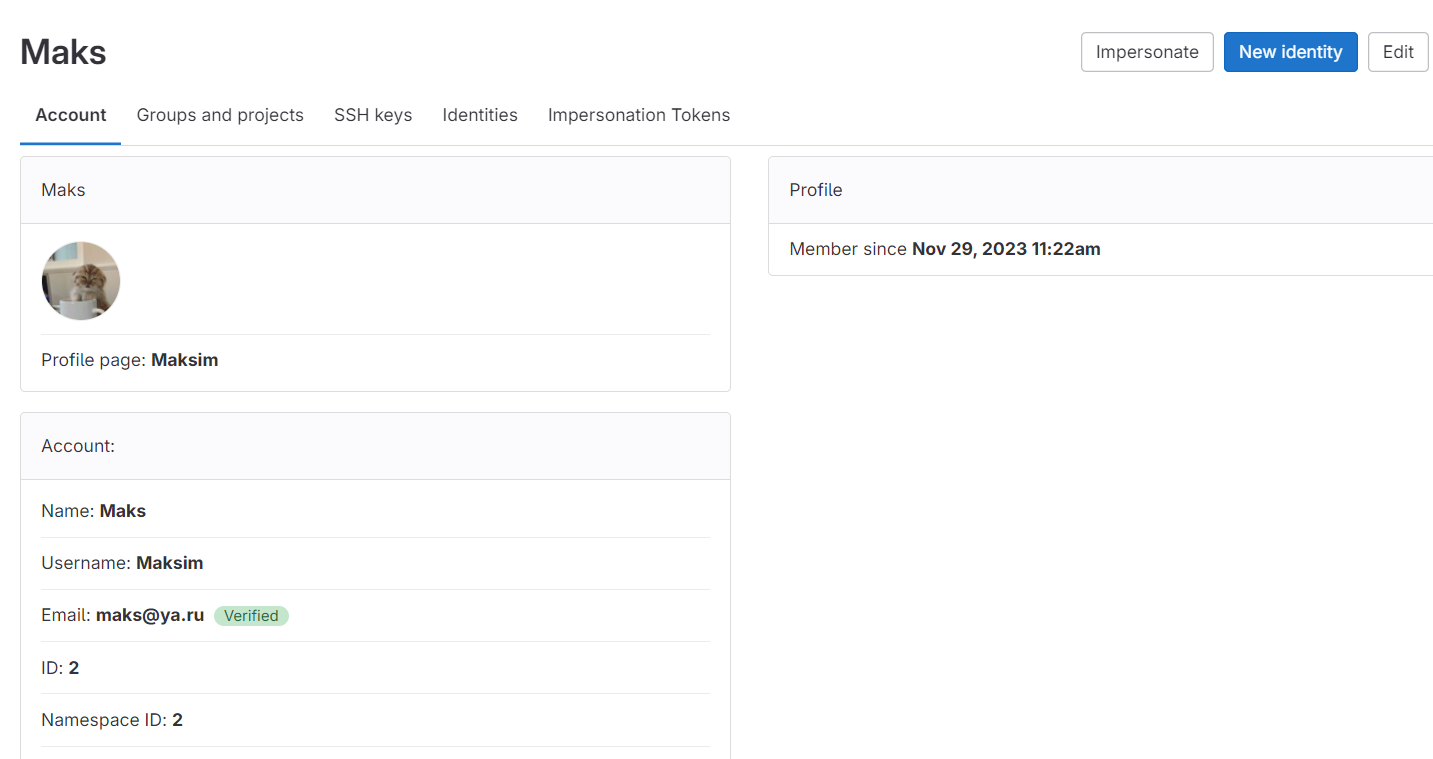 Maks
Impersonate New identity Edit
Account Groups and projects SSH keys Identities Impersonation Tokens
Maks
Profile page: Maksim
Profile
Member since Nov 29, 2023 11:22am
Account:
Name: Maks
Username: Maksim
Email: maks@ya.ru Verified
ID: 2
Namespace ID: 2